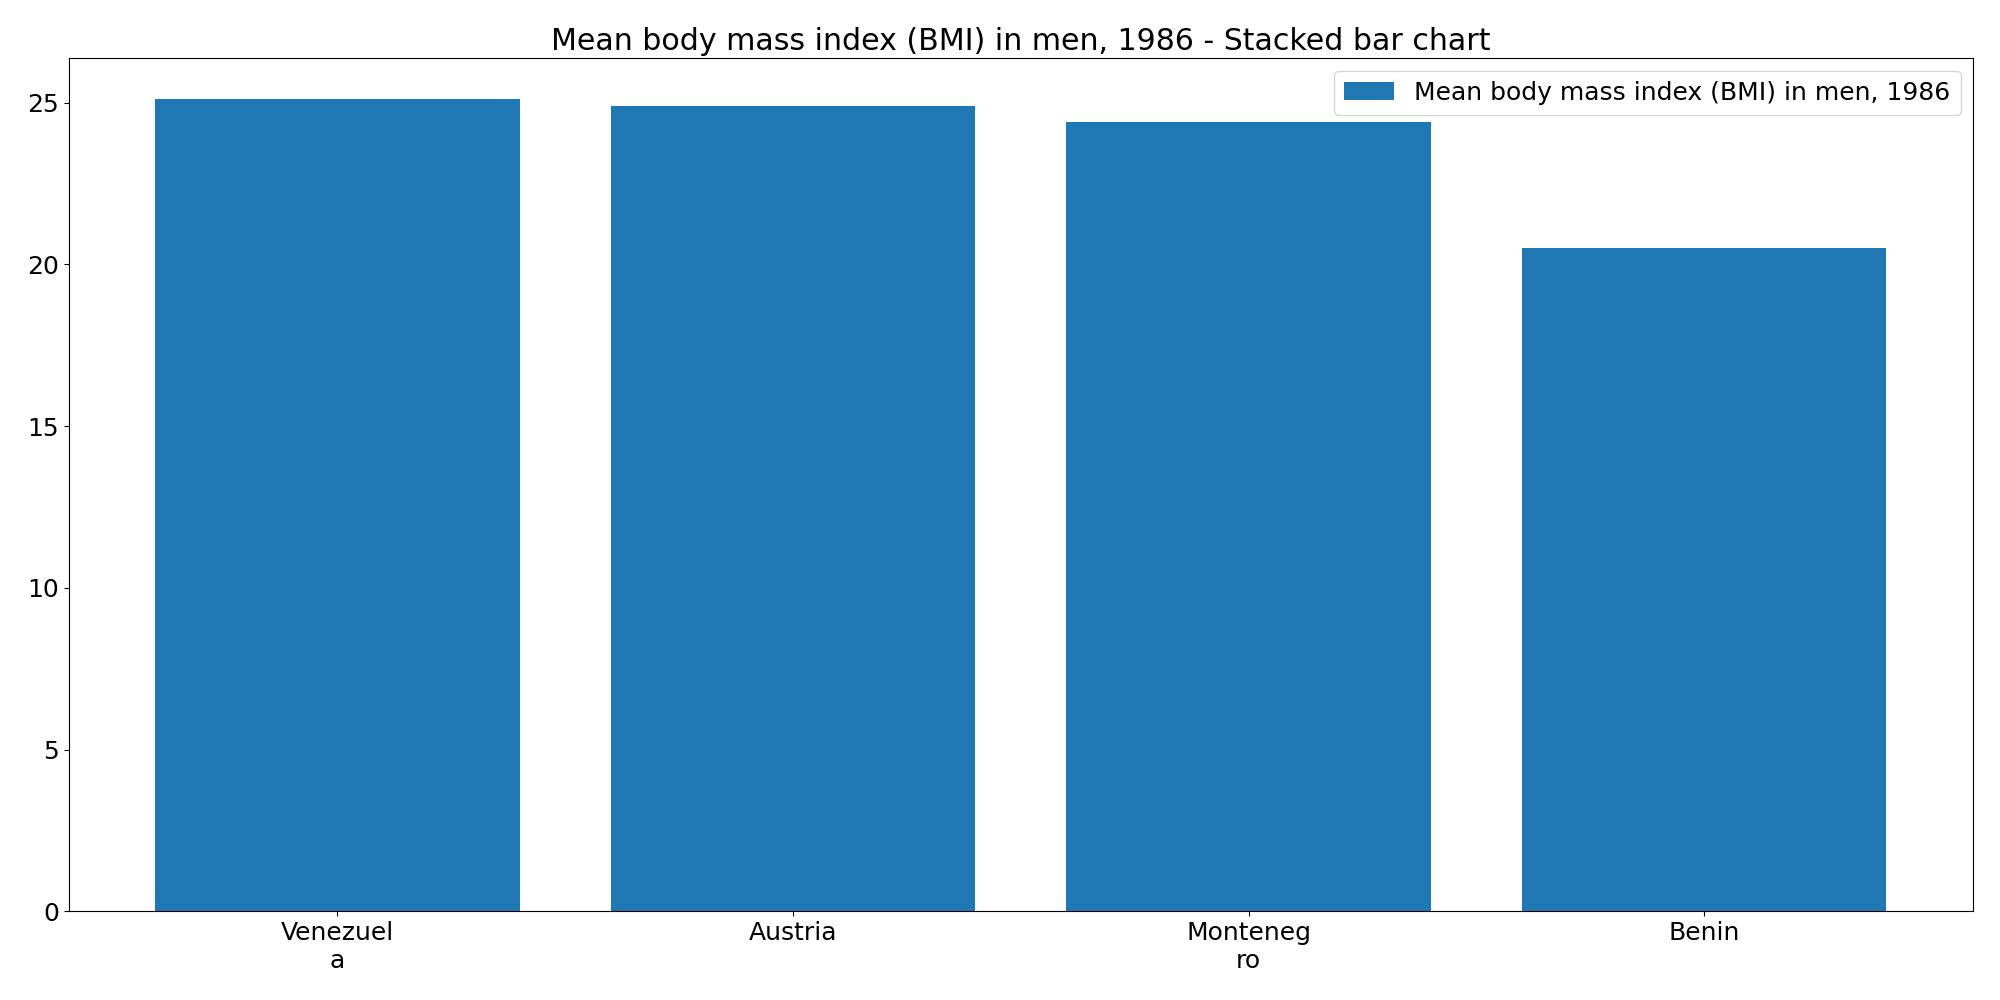 Mean body mass index (BMI) in men, 1986 - Stacked bar chart
Mean body mass index (BMI) in men, 1986
25
20
15
10
5
0
Venezuel
a
Austria
Monteneg
ro
Benin